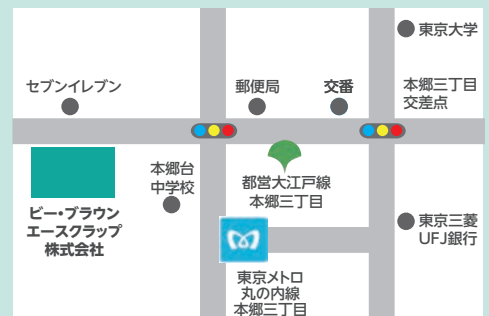 東京大学
セブンイレブン
郵便局
交番
本郷三丁目
交差点
本郷台
中学校
都営大江戸線
本郷三丁目
ビー・ブラウン
エースクラップ
株式会社
東京三菱
UFJ銀行
東京メトロ
丸の内線
本郷三丁目